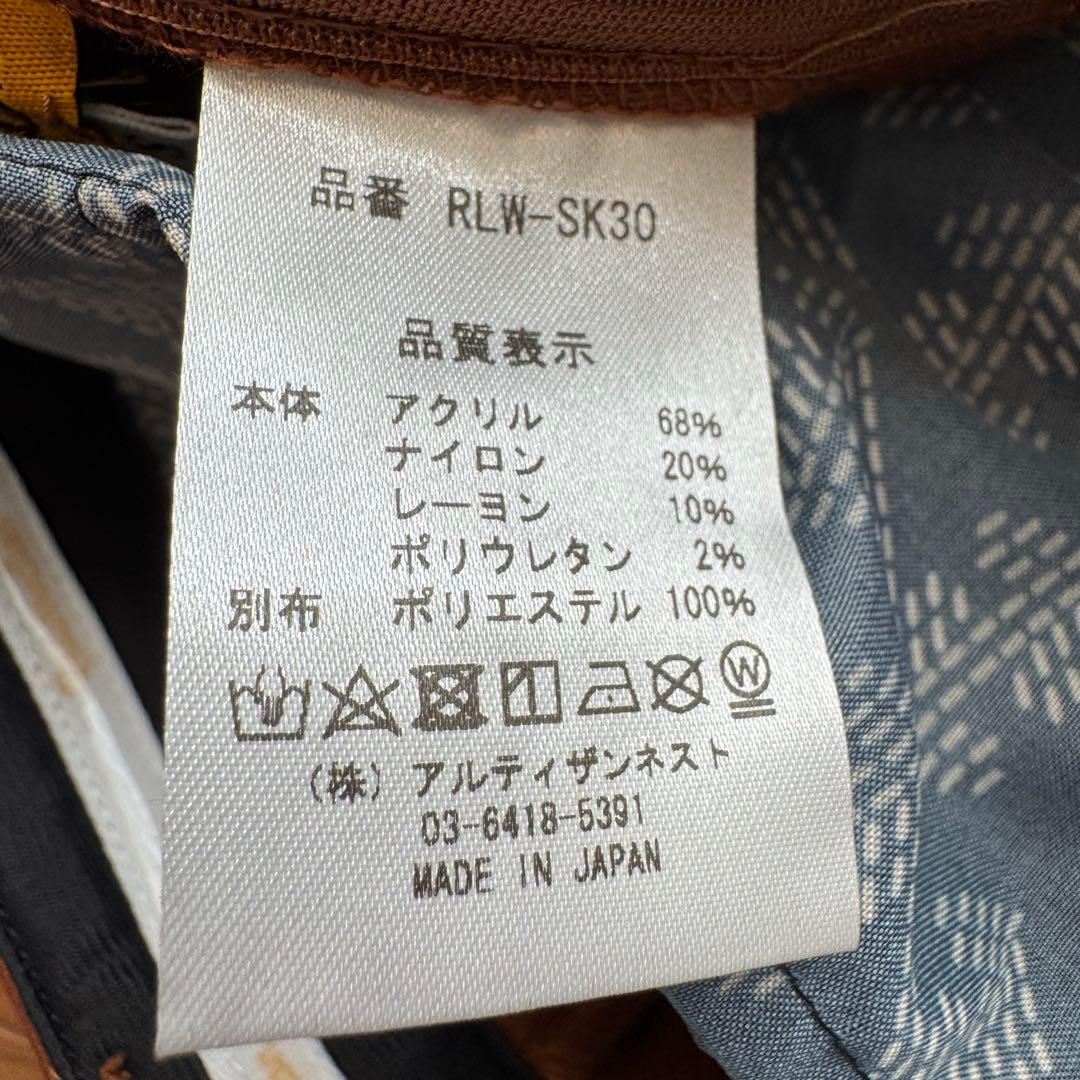 品番 RLW-SK30
品質表示
本体 アクリル 68%
ナイロン 20%
レーヨン 10%
ポリウレタン 2%
別布 ポリエステル 100%
W
(株) アルティザンネスト
03-6418-5391
MADE IN JAPAN